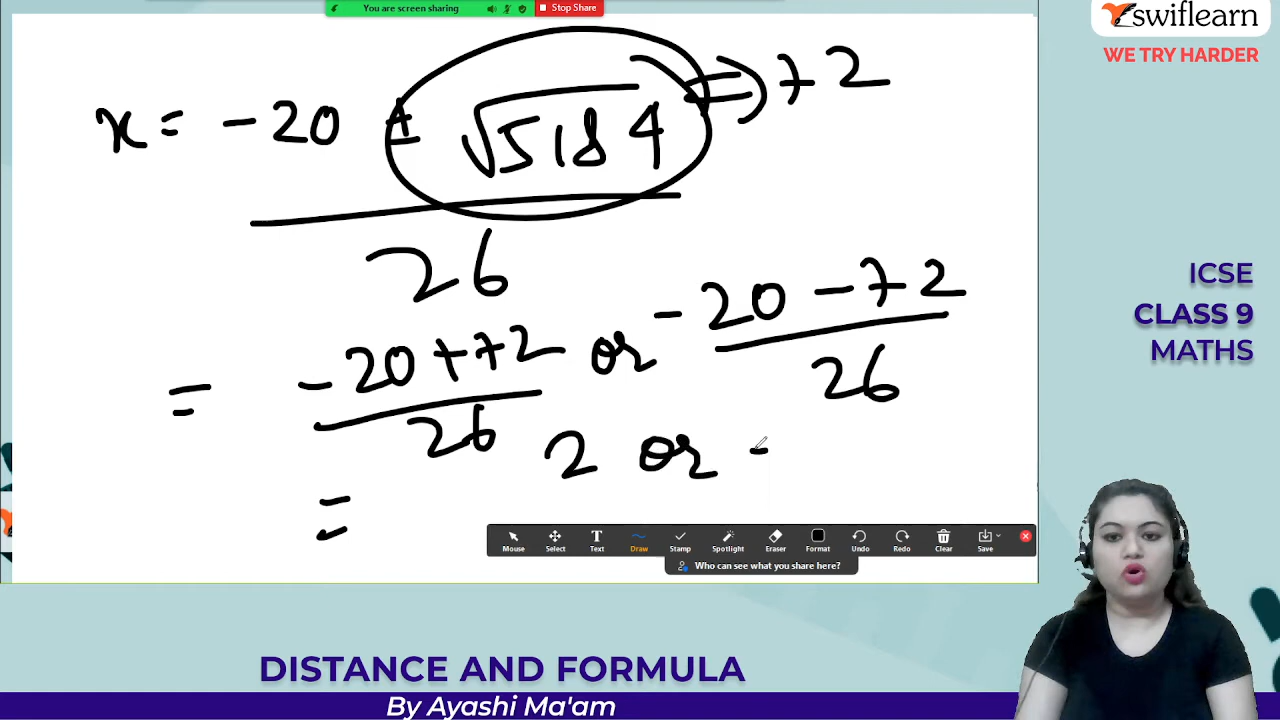 You are screen sharing
Stop Share
swiflearn
WE TRY HARDER
x = -20 ± √5184 ⇒ 72
26
= -20+72 or -20-72
26 26
= 2 or -
ICSE
CLASS 9
MATHS
Mouse Select Text Draw Stamp Spotlight Eraser Format Undo Redo Clear Save
Who can see what you share here?
DISTANCE AND FORMULA
By Ayashi Ma'am